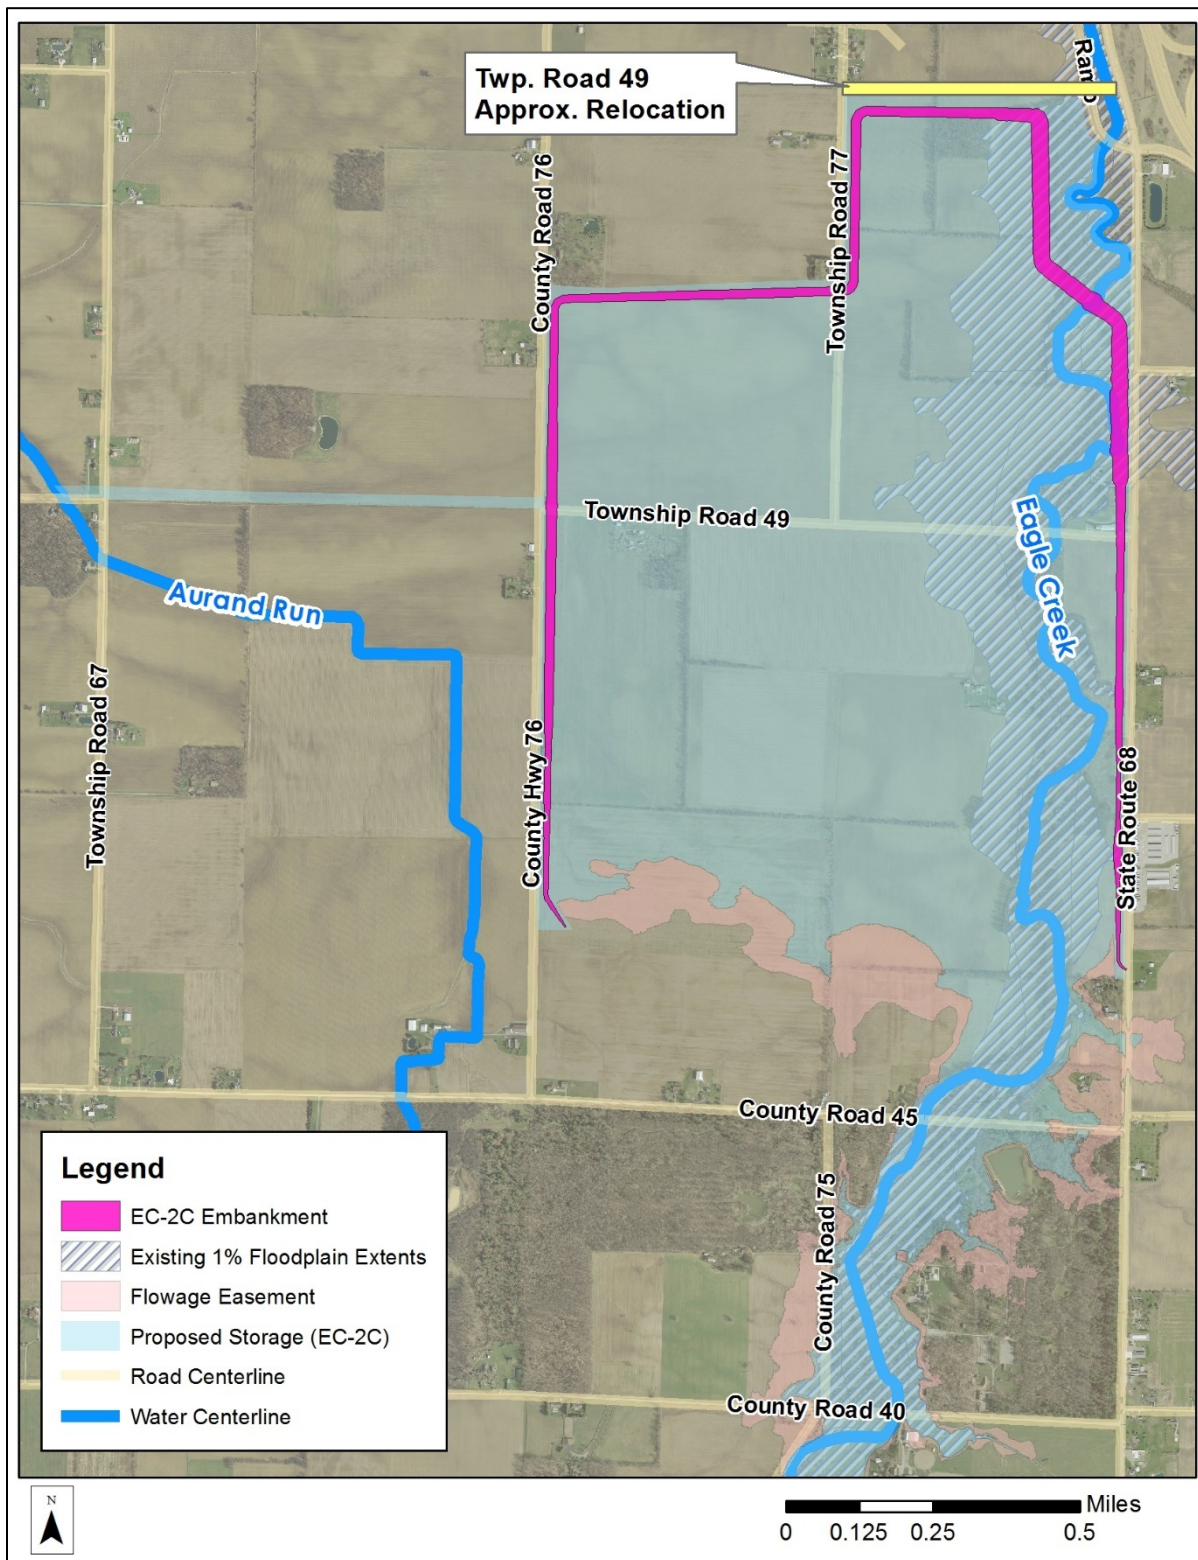 Twp. Road 49
Approx. Relocation
Ramp
County Road 76
Township Road 77
Township Road 49
Eagle Creek
Aurand Run
Township Road 67
County Hwy 76
State Route 68
County Road 45
County Road 75
County Road 40
Legend
EC-2C Embankment
Existing 1% Floodplain Extents
Flowage Easement
Proposed Storage (EC-2C)
Road Centerline
Water Centerline
N
Miles
0 0.125 0.25 0.5